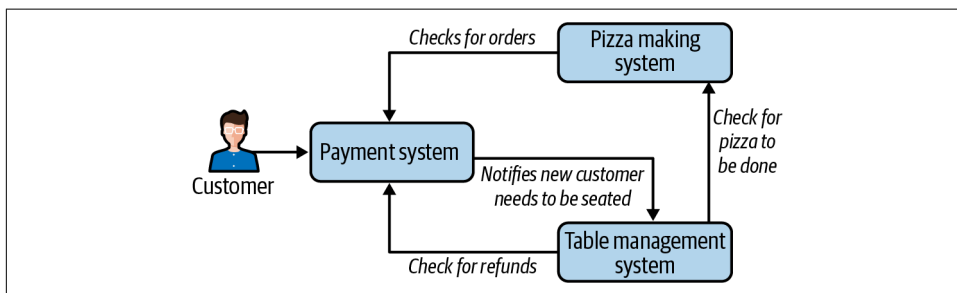 Checks for orders
Pizza making
system
Customer
Payment system
Check for
pizza to
be done
Notifies new customer
needs to be seated
Check for refunds
Table management
system